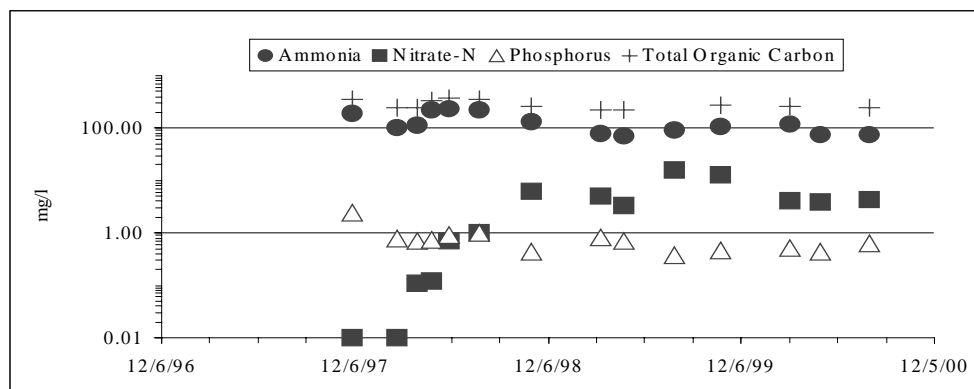 Ammonia Nitrate-N Phosphorus Total Organic Carbon
100.00
mg/l
1.00
0.01
12/6/96 12/6/97 12/6/98 12/6/99 12/5/00